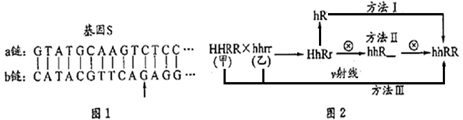 基因S
a链: GTATGCAAGTCTCC…
b链: CATACGTTCAGAGG…
图1
hR 方法Ⅰ
方法Ⅱ
HHRR×hhrr HhRr ⊗ hhR_ ⊗ hhRR
(甲) (乙)
γ射线
方法Ⅲ
图2